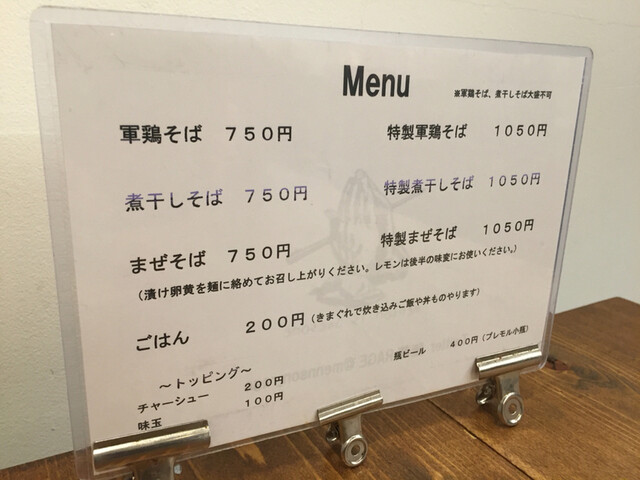 Menu
※軍鶏そば、煮干しそば大盛不可
軍鶏そば 750円 特製軍鶏そば 1050円
煮干しそば 750円 特製煮干しそば 1050円
まぜそば 750円 特製まぜそば 1050円
（漬け卵黄を麺に絡めてお召し上がりください。レモンは後半の味変にお使いください。）
ごはん 200円（きまぐれで炊き込みご飯や丼ものやります）
瓶ビール 400円（プレモル小瓶）
～トッピング～
チャーシュー 200円
味玉 100円